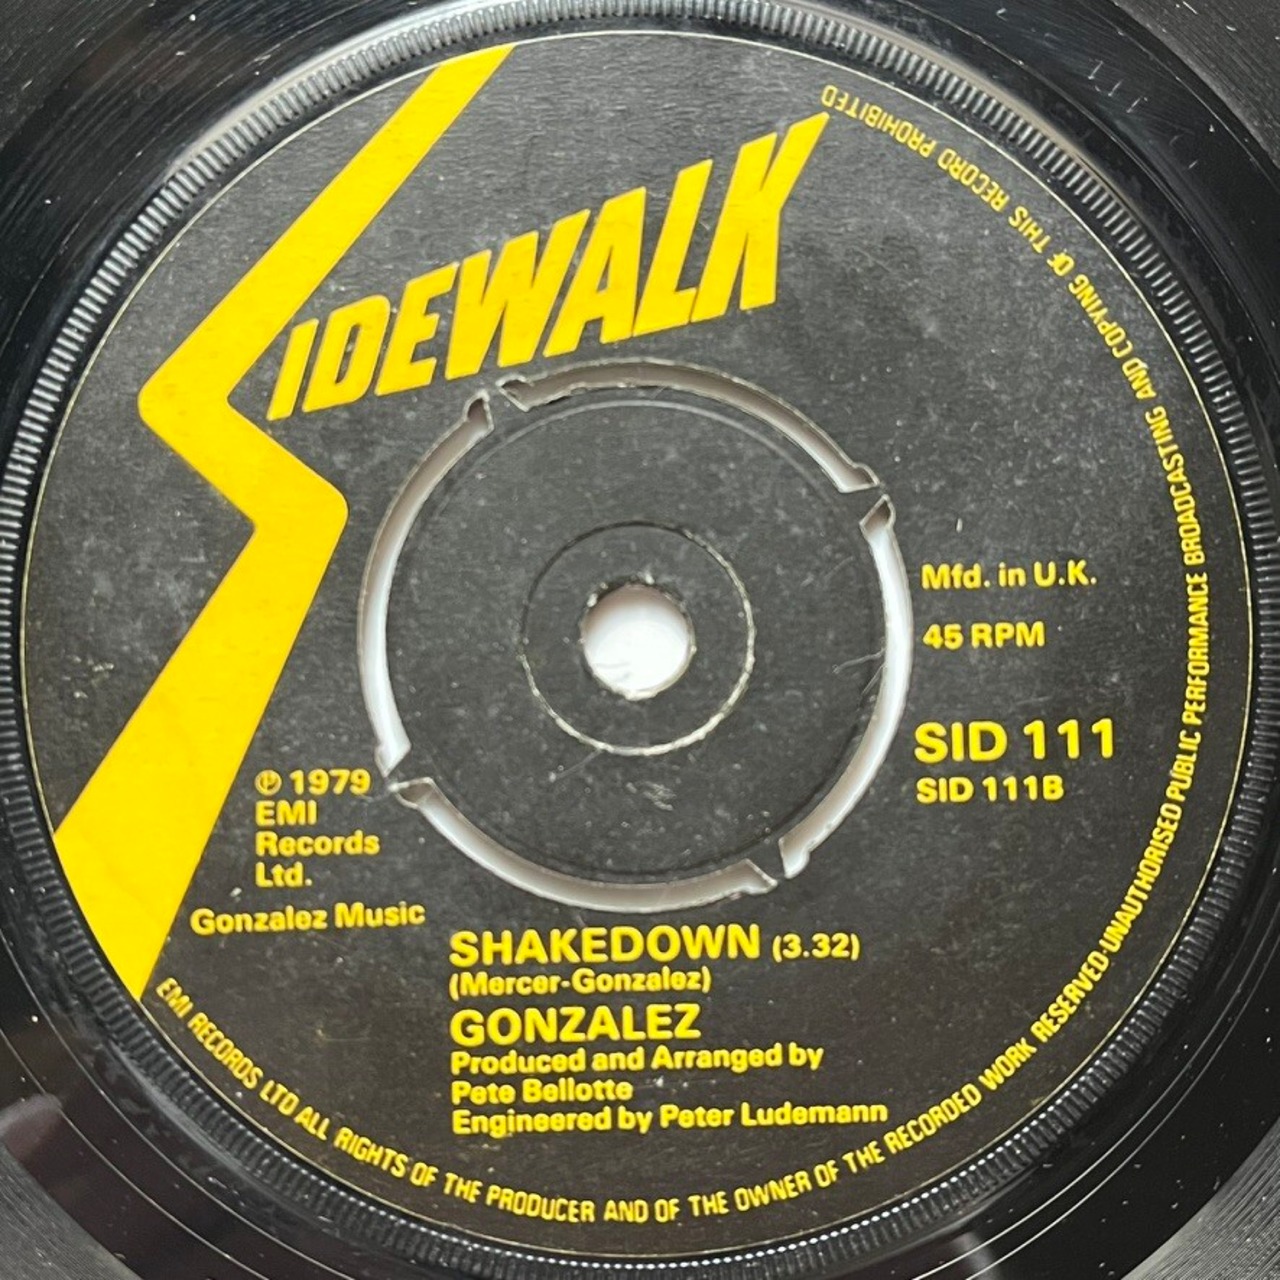 SIDEWALK
Mfd. in U.K.
45 RPM
SID 111
SID 111B
℗ 1979
EMI
Records
Ltd.
Gonzalez Music
SHAKEDOWN (3.32)
(Mercer-Gonzalez)
GONZALEZ
Produced and Arranged by
Pete Bellotte
Engineered by Peter Ludemann
EMI RECORDS LTD ALL RIGHTS OF THE PRODUCER AND OF THE OWNER OF THE RECORDED WORK RESERVED·UNAUTHORISED PUBLIC PERFORMANCE BROADCASTING AND COPYING OF THIS RECORD PROHIBITED